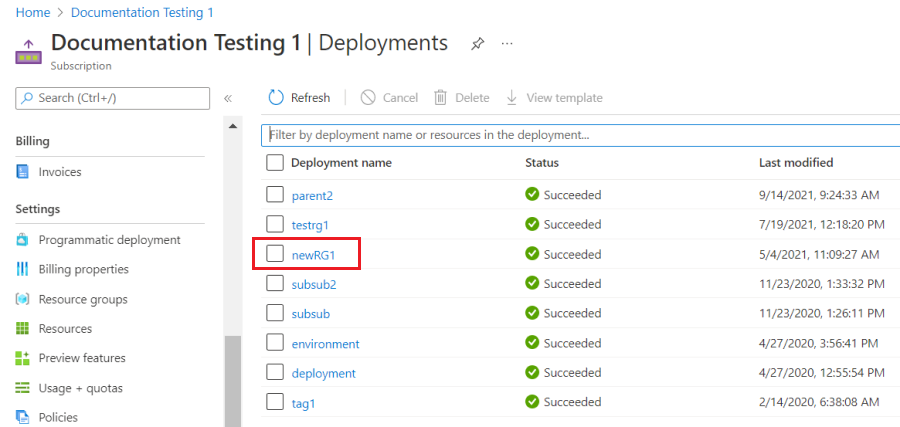 Home > Documentation Testing 1
Documentation Testing 1 | Deployments
Subscription
Search (Ctrl+/)
Refresh Cancel Delete View template
Filter by deployment name or resources in the deployment...
Billing
Invoices
Settings
Programmatic deployment
Billing properties
Resource groups
Resources
Preview features
Usage + quotas
Policies
Deployment name Status Last modified
parent2 Succeeded 9/14/2021, 9:24:33 AM
testrg1 Succeeded 7/19/2021, 12:18:20 PM
newRG1 Succeeded 5/4/2021, 11:09:27 AM
subsub2 Succeeded 11/23/2020, 1:33:32 PM
subsub Succeeded 11/23/2020, 1:26:11 PM
environment Succeeded 4/27/2020, 3:56:41 PM
deployment Succeeded 4/27/2020, 12:55:54 PM
tag1 Succeeded 2/14/2020, 6:38:08 AM